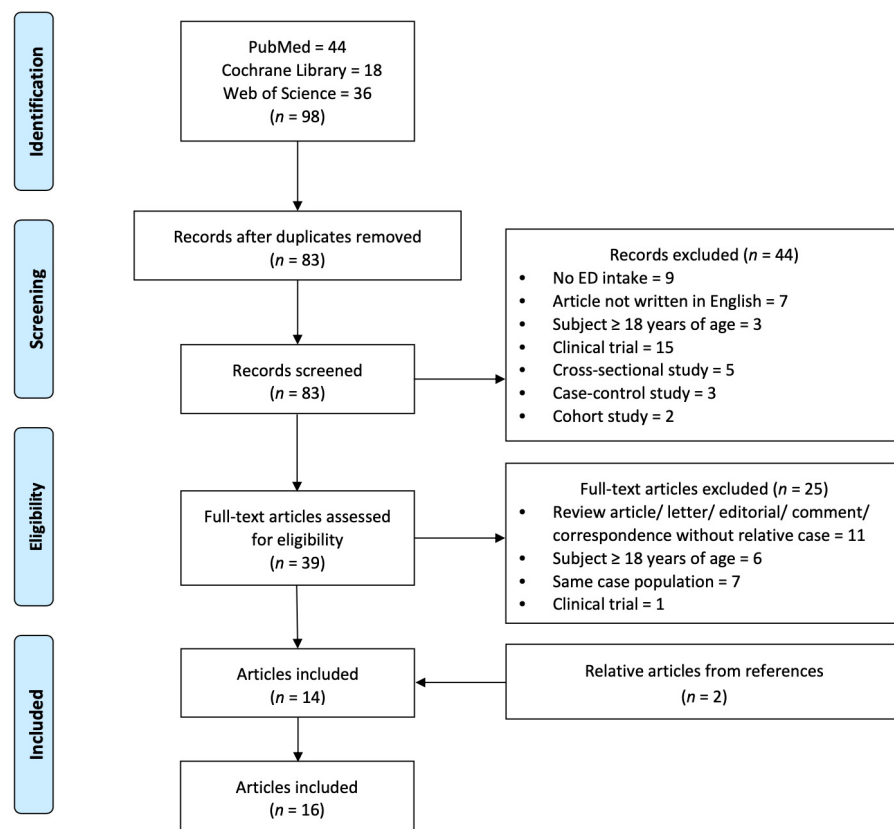 Identification
PubMed = 44
Cochrane Library = 18
Web of Science = 36
(n = 98)
Screening
Records after duplicates removed
(n = 83)
Records screened
(n = 83)
Records excluded (n = 44)
• No ED intake = 9
• Article not written in English = 7
• Subject ≥ 18 years of age = 3
• Clinical trial = 15
• Cross-sectional study = 5
• Case-control study = 3
• Cohort study = 2
Eligibility
Full-text articles assessed
for eligibility
(n = 39)
Full-text articles excluded (n = 25)
• Review article/ letter/ editorial/ comment/
correspondence without relative case = 11
• Subject ≥ 18 years of age = 6
• Same case population = 7
• Clinical trial = 1
Included
Articles included
(n = 14)
Relative articles from references
(n = 2)
Articles included
(n = 16)